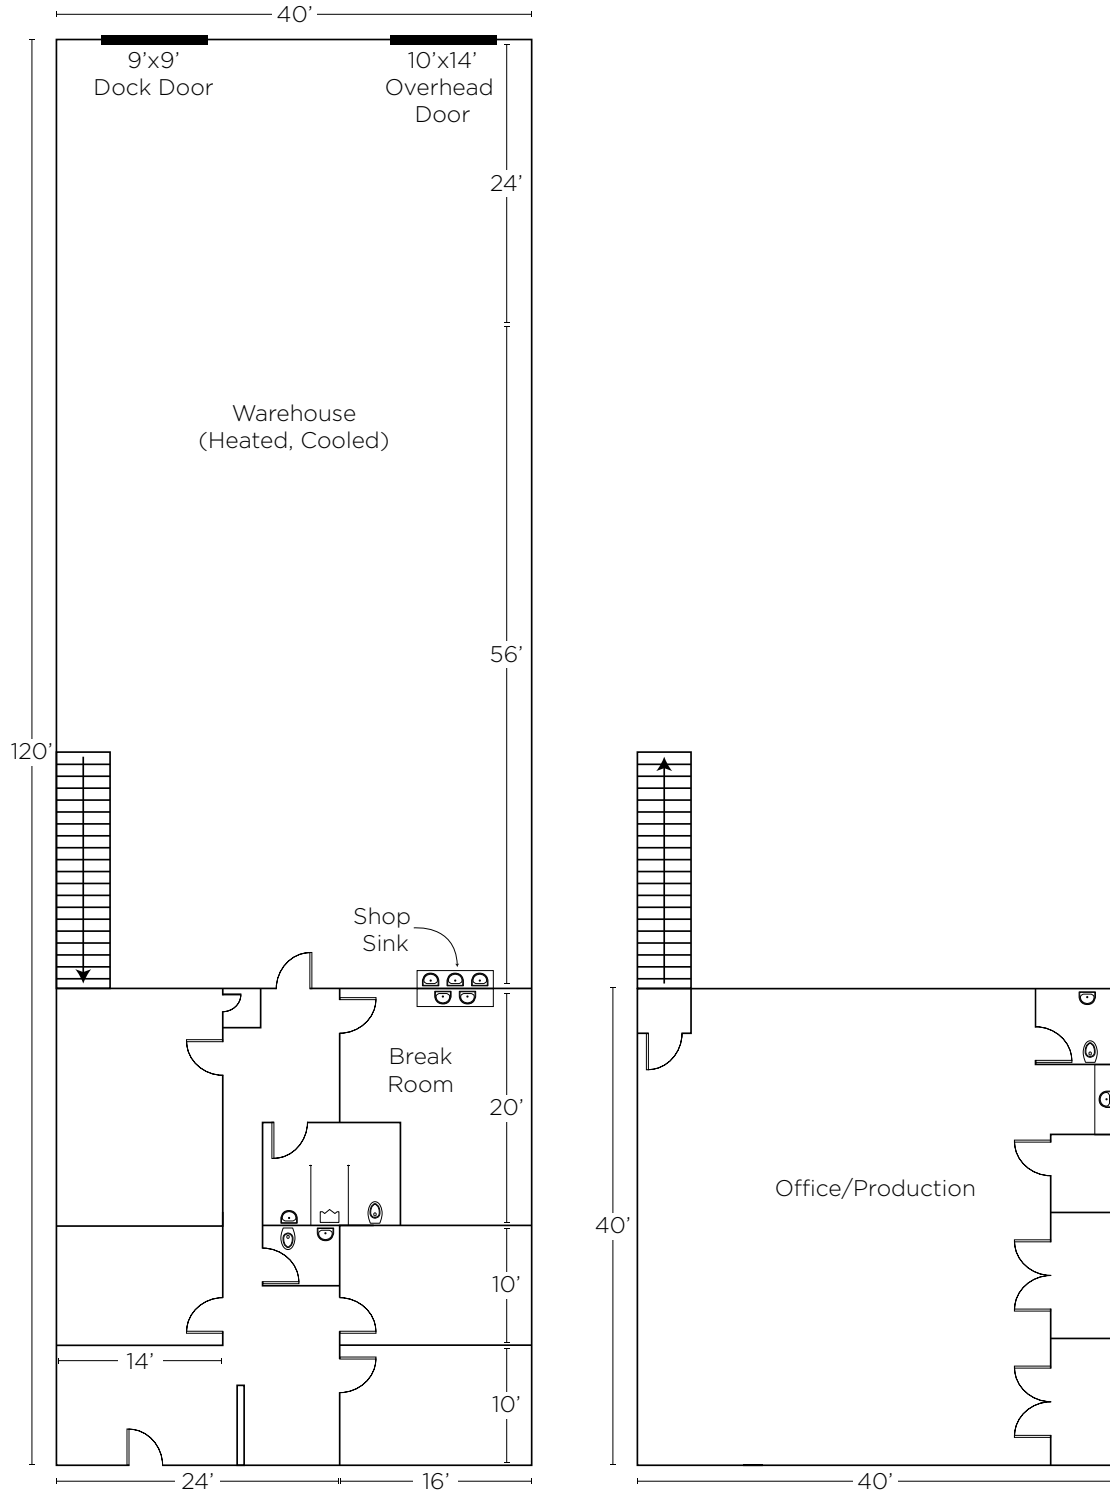 40’
9’x9’
Dock Door
10’x14’
Overhead
Door
24’
Warehouse
(Heated, Cooled)
56’
120’
Shop
Sink
Break
Room
20’
Office/Production
40’
10’
14’
10’
24’
16’
40’